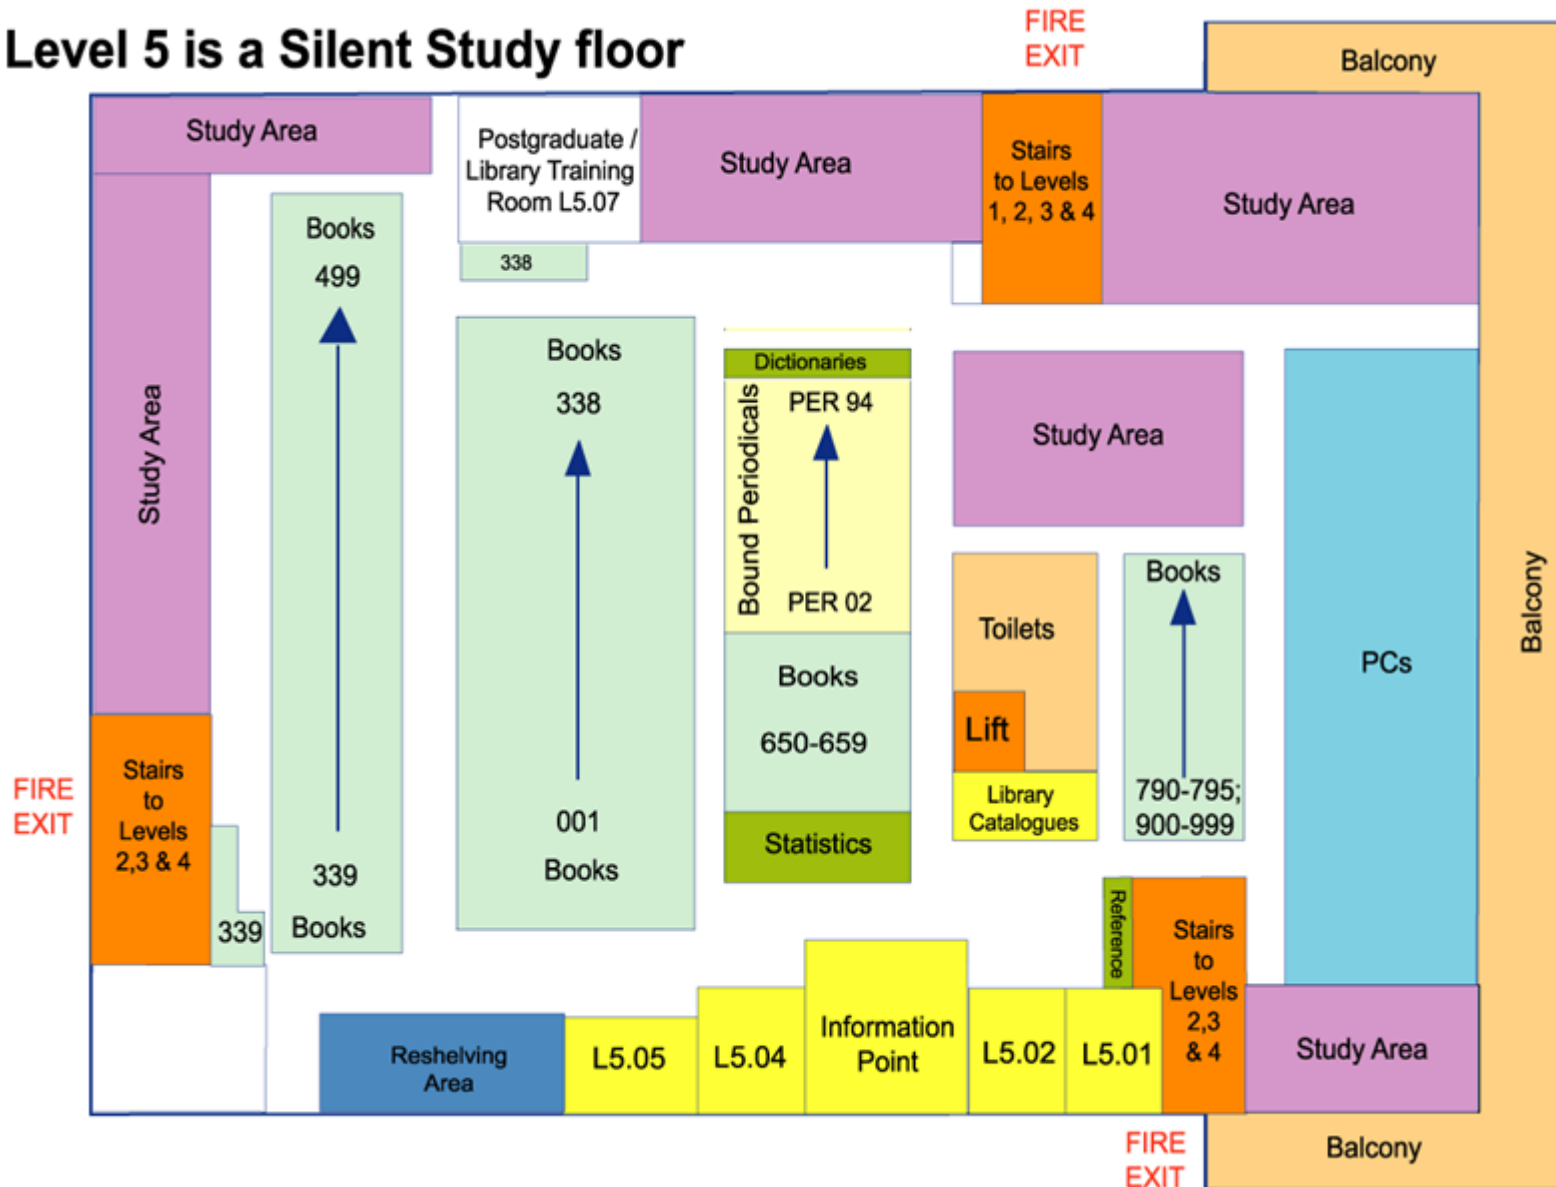 Level 5 is a Silent Study floor
FIRE
EXIT
Balcony
Study Area
Postgraduate /
Library Training
Room L5.07
Study Area
Stairs
to Levels
1, 2, 3 & 4
Study Area
Books
499
338
Study Area
Books
338
Dictionaries
Bound Periodicals
PER 94
PER 02
Study Area
Books
Toilets
PCs
Balcony
Books
650-659
Lift
Library
Catalogues
790-795;
900-999
FIRE
EXIT
Stairs
to
Levels
2,3 & 4
339
339
Books
001
Books
Statistics
Reference
Stairs
to
Levels
2,3
& 4
Reshelving
Area
L5.05
L5.04
Information
Point
L5.02
L5.01
Study Area
FIRE
EXIT
Balcony